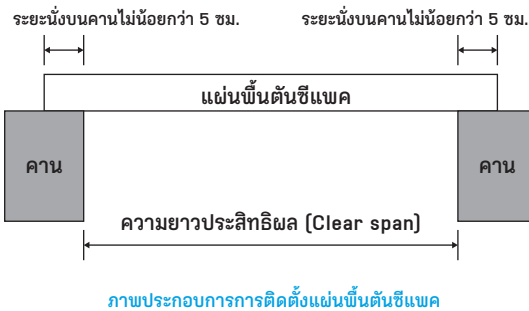 ระยะนั่งบนคานไม่น้อยกว่า 5 ซม. ระยะนั่งบนคานไม่น้อยกว่า 5 ซม.
แผ่นพื้นตันซีแพค
คาน คาน
ความยาวประสิทธิผล (Clear span)
ภาพประกอบการการติดตั้งแผ่นพื้นตันซีแพค